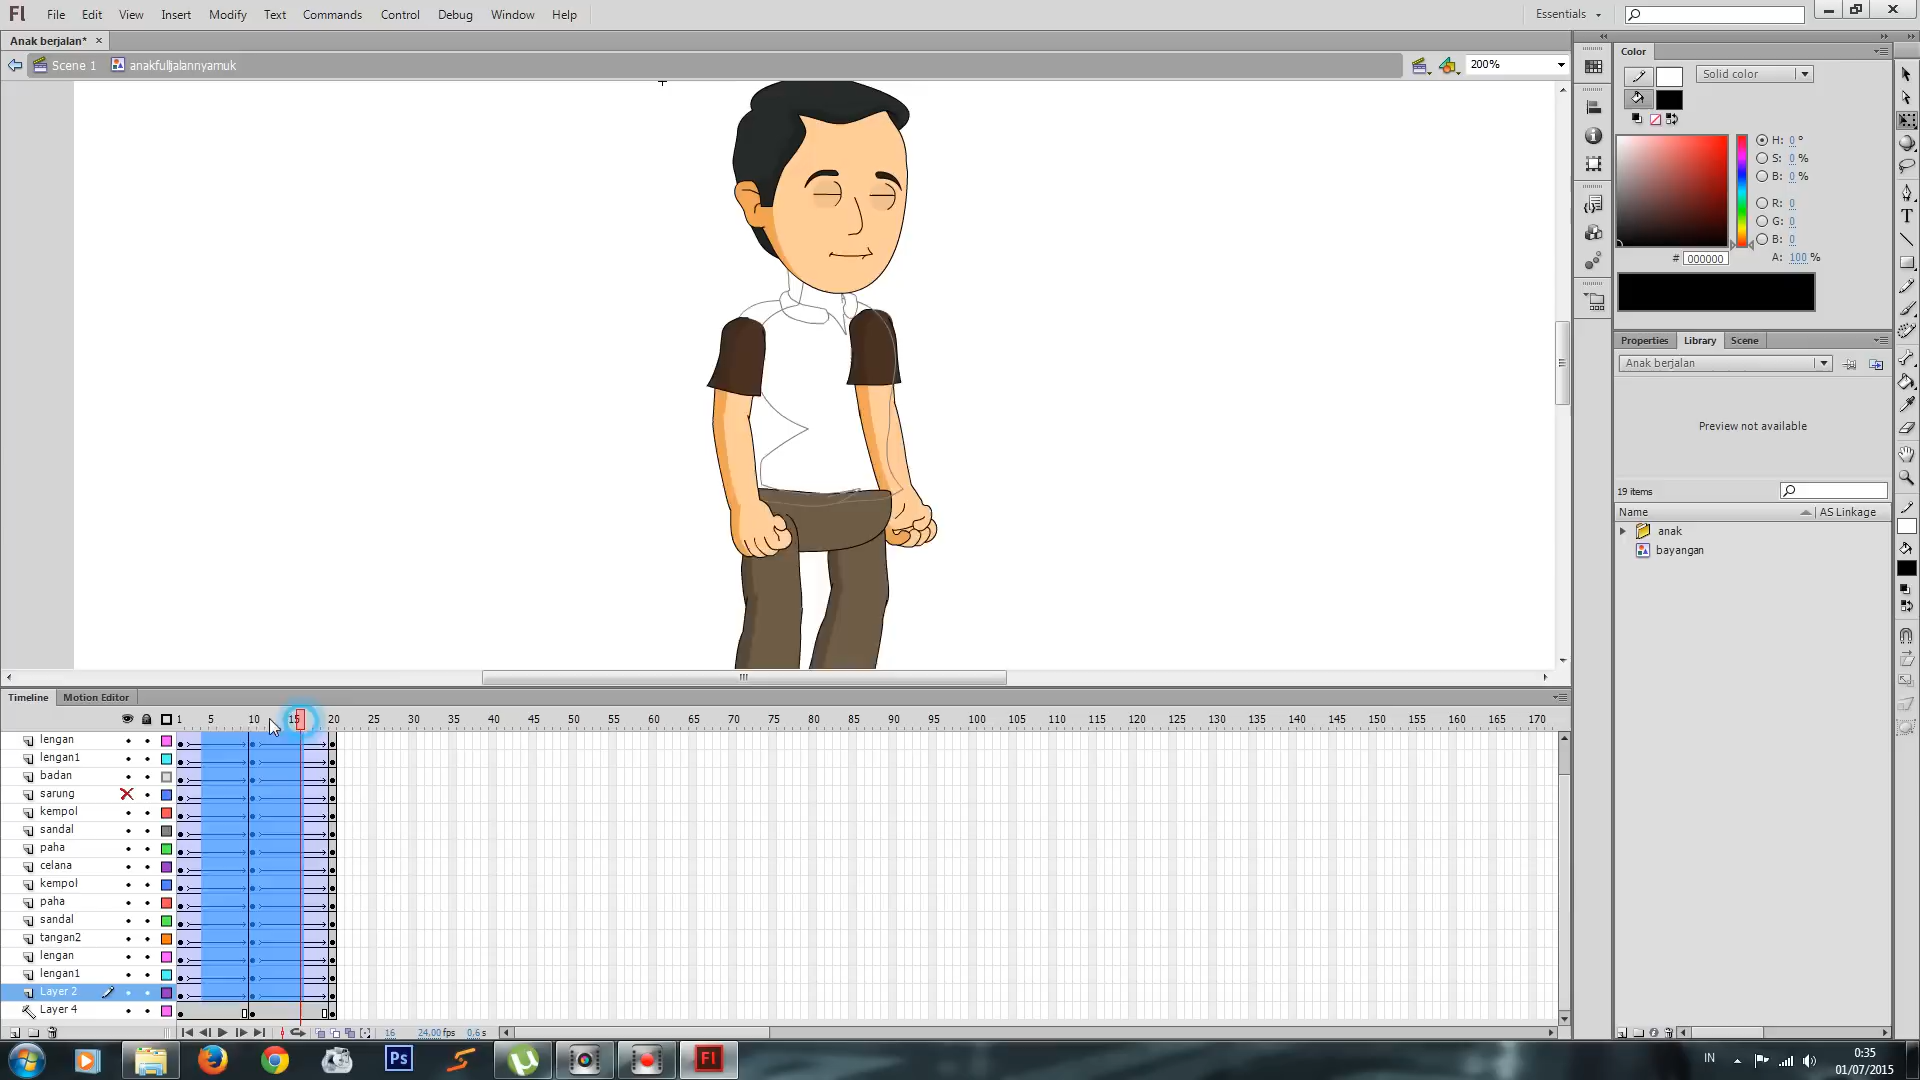 Fl File Edit View Insert Modify Text Commands Control Debug Window Help Essentials
Anak berjalan* ×
Scene 1 anakfulljalannyamuk 200%
Color
Solid color
H: 0 °
S: 0 %
B: 0 %
R: 0
G: 0
B: 0
# 000000 A: 100 %
Properties Library Scene
Anak berjalan
Preview not available
19 items
Name AS Linkage
anak
bayangan
Timeline Motion Editor
1 5 10 15 20 25 30 35 40 45 50 55 60 65 70 75 80 85 90 95 100 105 110 115 120 125 130 135 140 145 150 155 160 165 170
lengan
lengan1
badan
sarung
kempol
sandal
paha
celana
kempol
paha
sandal
tangan2
lengan
lengan1
Layer 2
Layer 4
16 24,00 fps 0,6 s
Ps Fl IN 0:35
01/07/2015